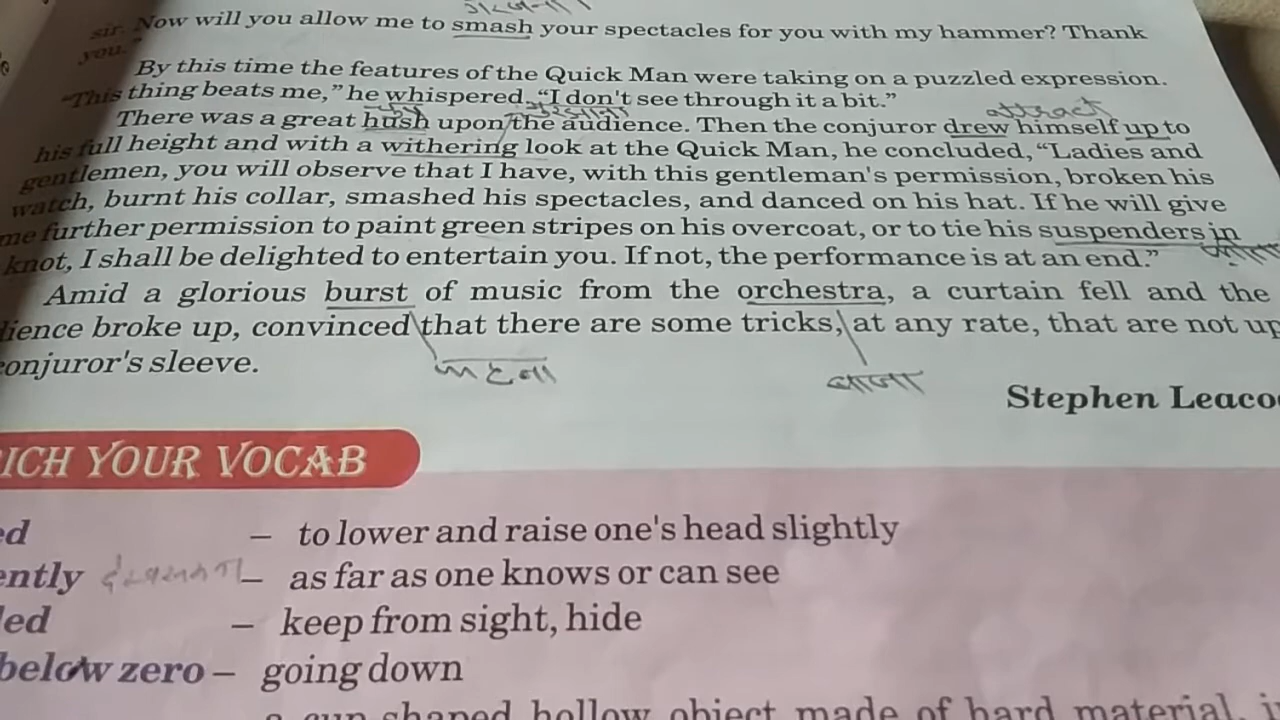 sir. Now will you allow me to smash your spectacles for you with my hammer? Thank
you."
By this time the features of the Quick Man were taking on a puzzled expression.
"This thing beats me," he whispered, "I don't see through it a bit."
attract
There was a great hush upon the audience. Then the conjuror drew himself up to
his full height and with a withering look at the Quick Man, he concluded, "Ladies and
gentlemen, you will observe that I have, with this gentleman's permission, broken his
watch, burnt his collar, smashed his spectacles, and danced on his hat. If he will give
me further permission to paint green stripes on his overcoat, or to tie his suspenders in
knot, I shall be delighted to entertain you. If not, the performance is at an end."
Amid a glorious burst of music from the orchestra, a curtain fell and the
dience broke up, convinced that there are some tricks, at any rate, that are not up
conjuror's sleeve.
बाजा
Stephen Leaco
ICH YOUR VOCAB
ed – to lower and raise one's head slightly
ently – as far as one knows or can see
led – keep from sight, hide
below zero – going down
a cup shaped hollow object made of hard material, i